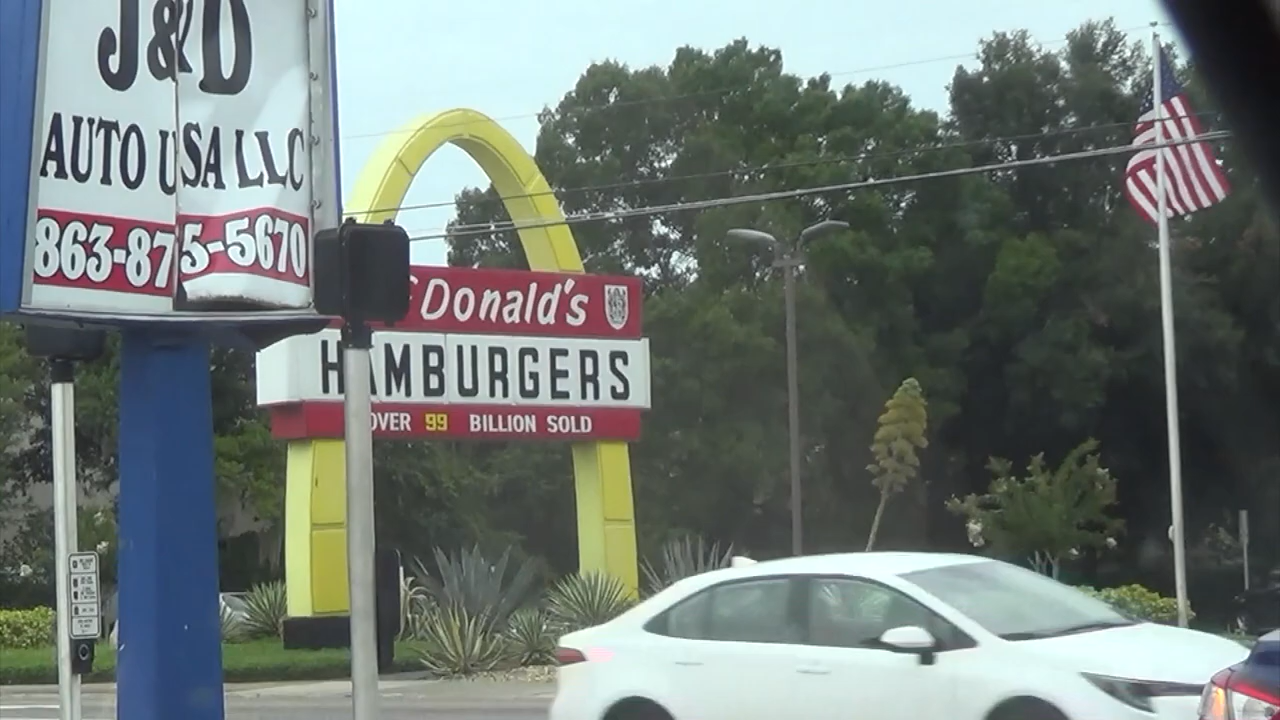 J&D
AUTO USA LLC
863-875-5670
Donald's
HAMBURGERS
OVER 99 BILLION SOLD